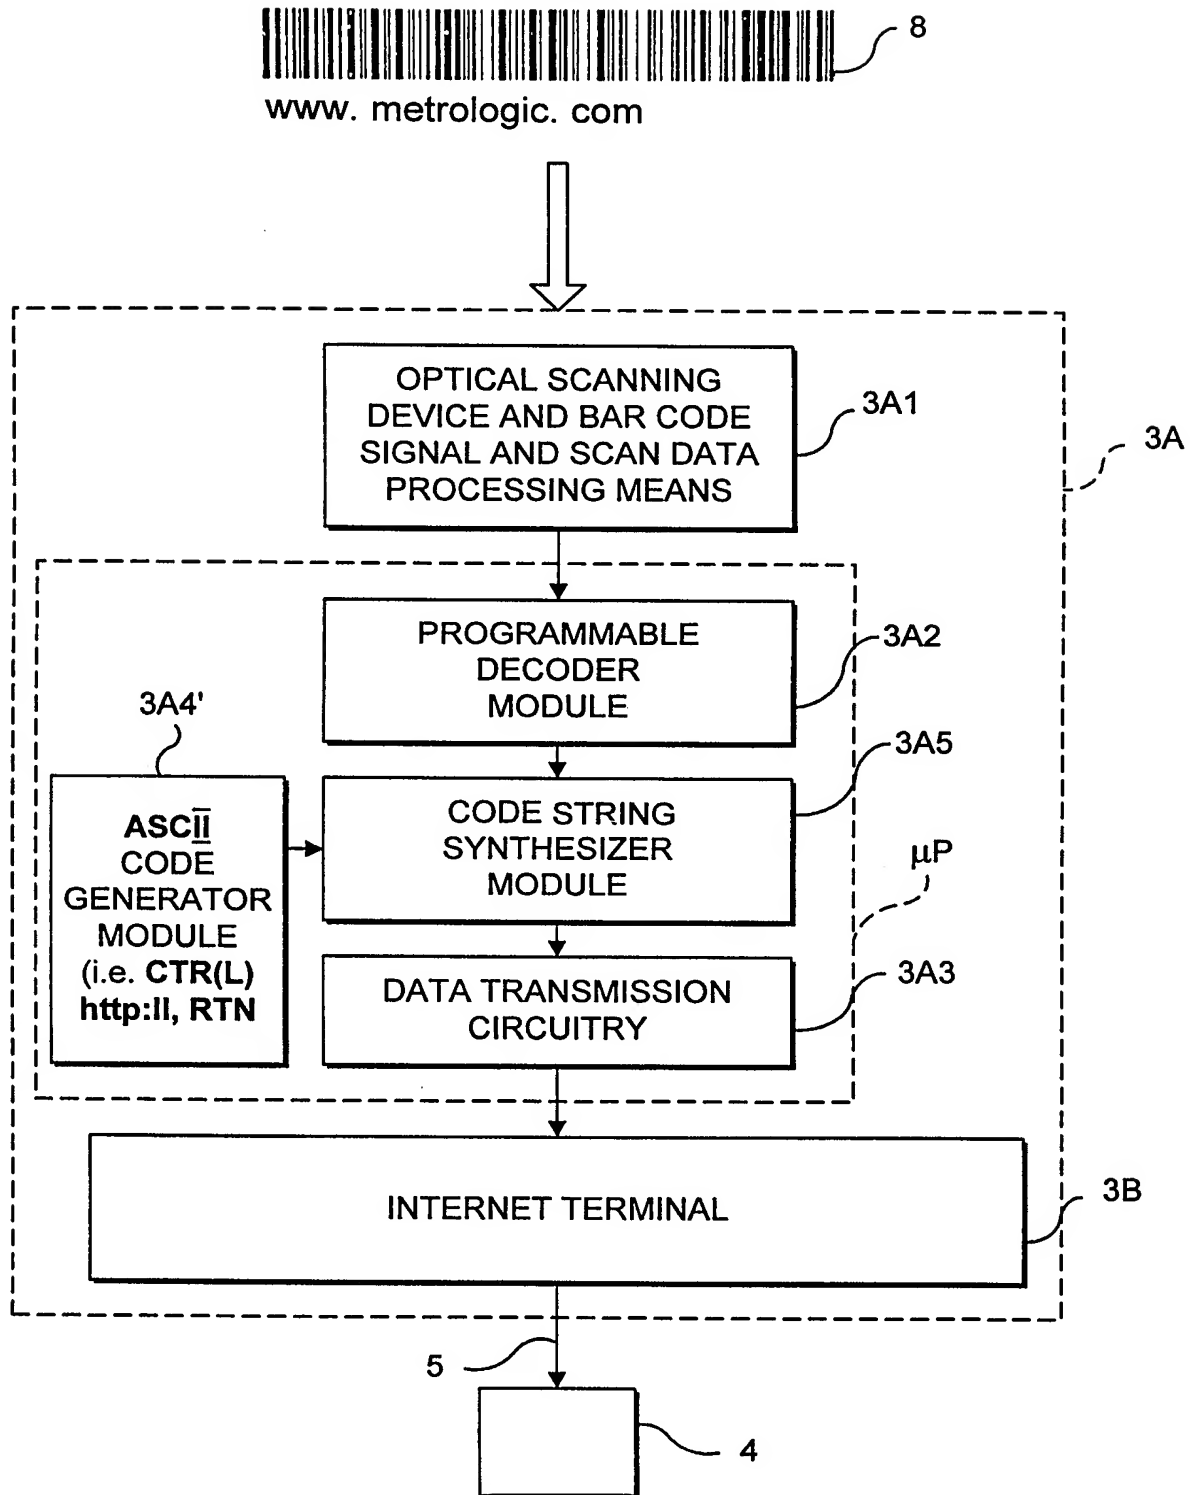 8
www. metrologic. com
OPTICAL SCANNING
DEVICE AND BAR CODE
SIGNAL AND SCAN DATA
PROCESSING MEANS
3A1
3A
PROGRAMMABLE
DECODER
MODULE
3A2
3A4'
3A5
ASCII
CODE
GENERATOR
MODULE
(i.e. CTR(L)
http:II, RTN
CODE STRING
SYNTHESIZER
MODULE
μP
DATA TRANSMISSION
CIRCUITRY
3A3
INTERNET TERMINAL
3B
5
4